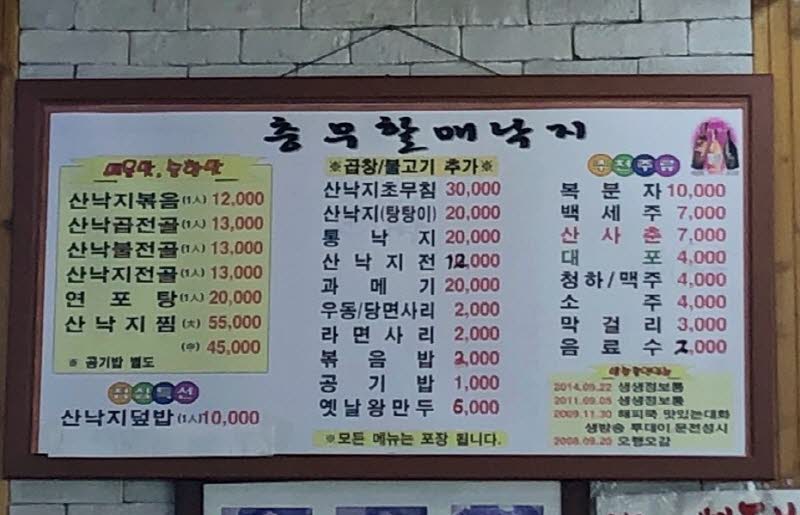 충무할매낙지
매운맛, 순한맛
산낙지볶음(1人) 12,000
산낙곱전골(1人) 13,000
산낙불전골(1人) 13,000
산낙지전골(1人) 13,000
연포탕(1人) 20,000
산낙지찜(大) 55,000
(中) 45,000
※ 공기밥 별도
점심특선
산낙지덮밥(1人)10,000
※곱창/불고기 추가※
산낙지초무침 30,000
산낙지(탕탕이) 20,000
통낙지 20,000
산낙지전 12,000
과메기 20,000
우동/당면사리 2,000
라면사리 2,000
볶음밥 2,000
공기밥 1,000
옛날왕만두 6,000
※모든 메뉴는 포장 됩니다.
추천주류
복분자 10,000
백세주 7,000
산사춘 7,000
대포 4,000
청하/맥주 4,000
소주 4,000
막걸리 3,000
음료수 2,000
2014.09.22 생생정보통
2011.09.05 생생정보통
2009.11.30 해피쿡 맛있는대화
생방송 투데이 문전성시
2008.09.20 오행오감